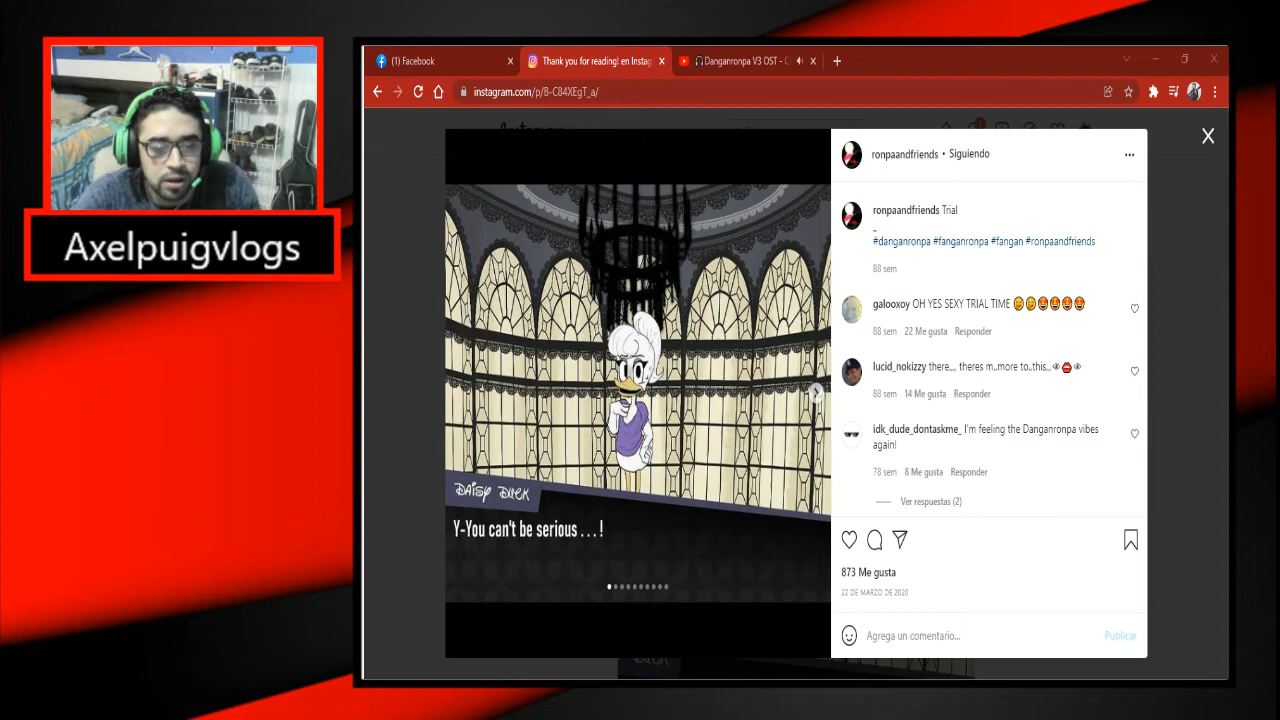 Axelpuigvlogs
(1) Facebook
Thank you for reading! en Instag
Danganronpa V3 OST - C
instagram.com/p/B-C84XEgT_a/
ronpaandfriends • Siguiendo
ronpaandfriends Trial
_
#danganronpa #fanganronpa #fangan #ronpaandfriends
88 sem
galooxoy OH YES SEXY TRIAL TIME
88 sem 22 Me gusta Responder
lucid_nokizzy there,,,, theres m,,more to..this,,,
88 sem 14 Me gusta Responder
idk_dude_dontaskme_ I'm feeling the Danganronpa vibes
again!
78 sem 8 Me gusta Responder
Ver respuestas (2)
873 Me gusta
22 DE MARZO DE 2020
Agrega un comentario...
Publicar
DAISY DUCK
Y-You can't be serious . . . !